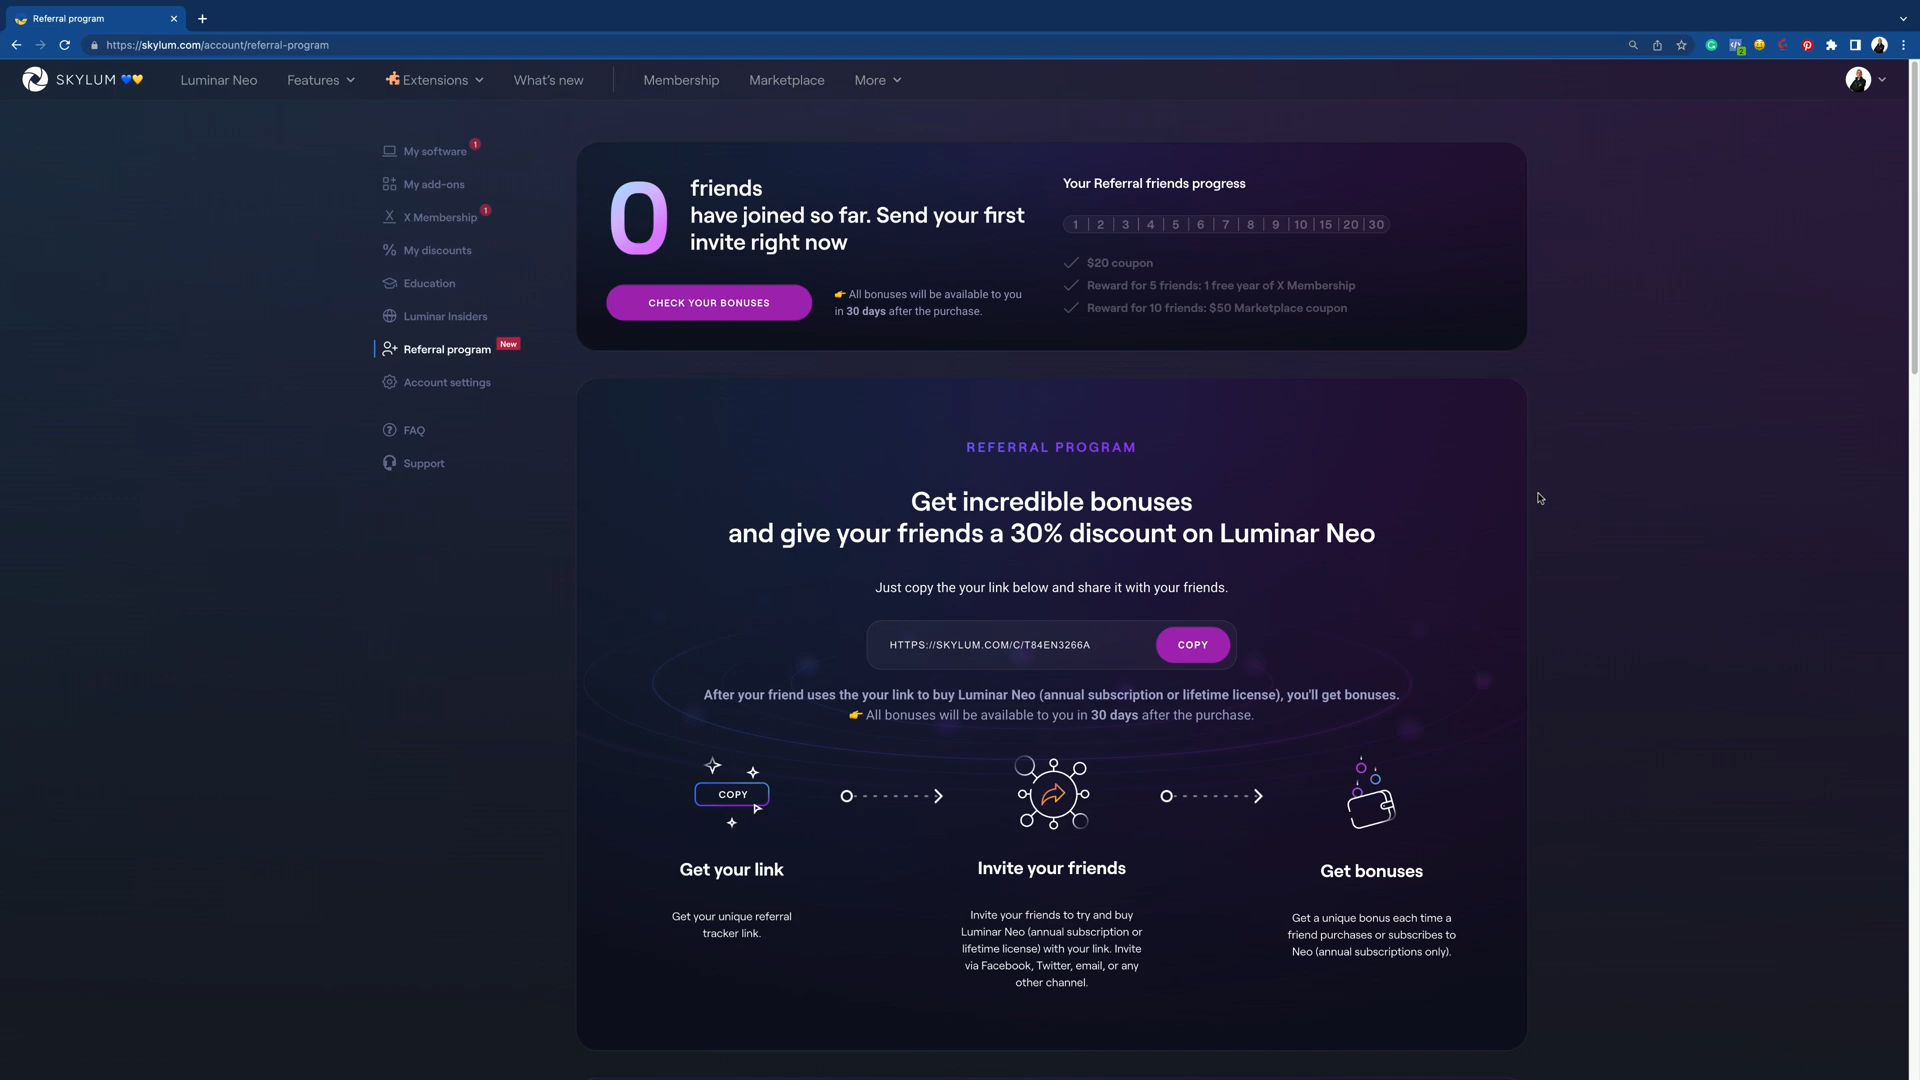 Referral program
https://skylum.com/account/referral-program
2
SKYLUM
Luminar Neo
Features
Extensions
What's new
Membership
Marketplace
More
My software 1
My add-ons
X Membership 1
My discounts
Education
Luminar Insiders
Referral program New
Account settings
FAQ
Support
0
friends
have joined so far. Send your first
invite right now
CHECK YOUR BONUSES
👉 All bonuses will be available to you
in 30 days after the purchase.
Your Referral friends progress
1 | 2 | 3 | 4 | 5 | 6 | 7 | 8 | 9 | 10 | 15 | 20 | 30
$20 coupon
Reward for 5 friends: 1 free year of X Membership
Reward for 10 friends: $50 Marketplace coupon
REFERRAL PROGRAM
Get incredible bonuses
and give your friends a 30% discount on Luminar Neo
Just copy the your link below and share it with your friends.
HTTPS://SKYLUM.COM/C/T84EN3266A
COPY
After your friend uses the your link to buy Luminar Neo (annual subscription or lifetime license), you'll get bonuses.
👉 All bonuses will be available to you in 30 days after the purchase.
COPY
Get your link
Get your unique referral
tracker link.
Invite your friends
Invite your friends to try and buy
Luminar Neo (annual subscription or
lifetime license) with your link. Invite
via Facebook, Twitter, email, or any
other channel.
Get bonuses
Get a unique bonus each time a
friend purchases or subscribes to
Neo (annual subscriptions only).